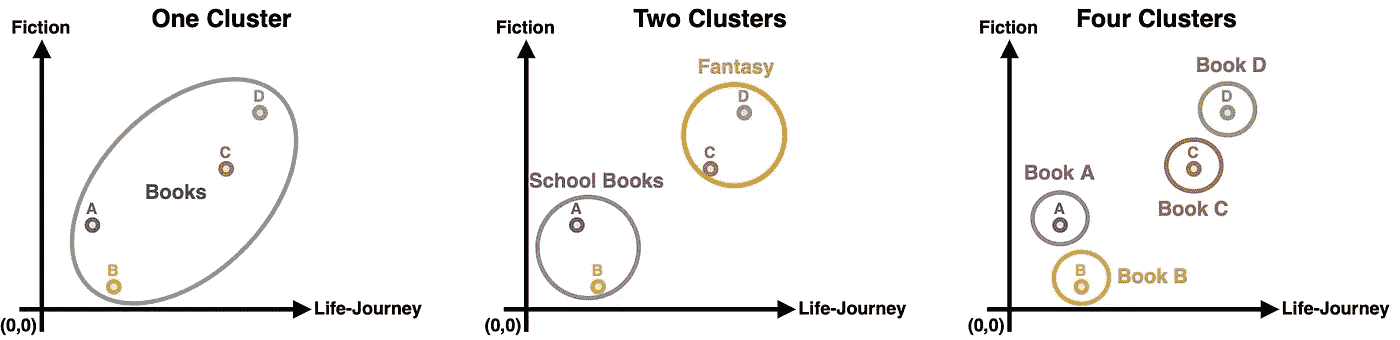 One Cluster
Fiction
D
C
Books
A
B
Life-Journey
(0,0)
Two Clusters
Fiction
Fantasy
D
C
School Books
A
B
Life-Journey
(0,0)
Four Clusters
Fiction
Book D
D
C
Book A
Book C
A
B
Book B
Life-Journey
(0,0)